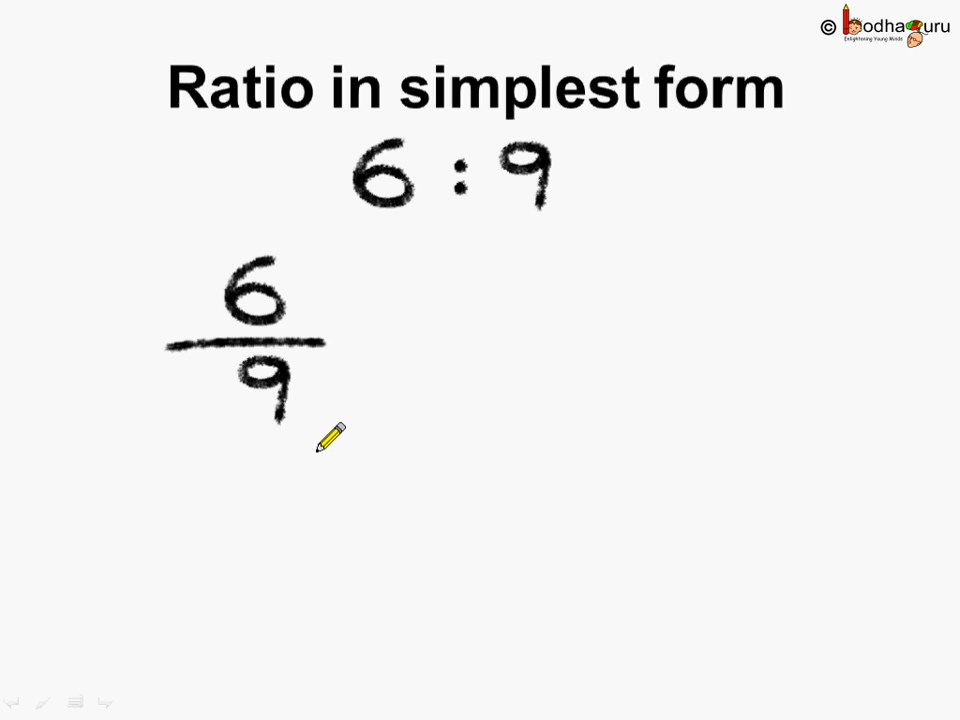 © BodhaGuru
Enlightening Young Minds
Ratio in simplest form
6 : 9
6
9